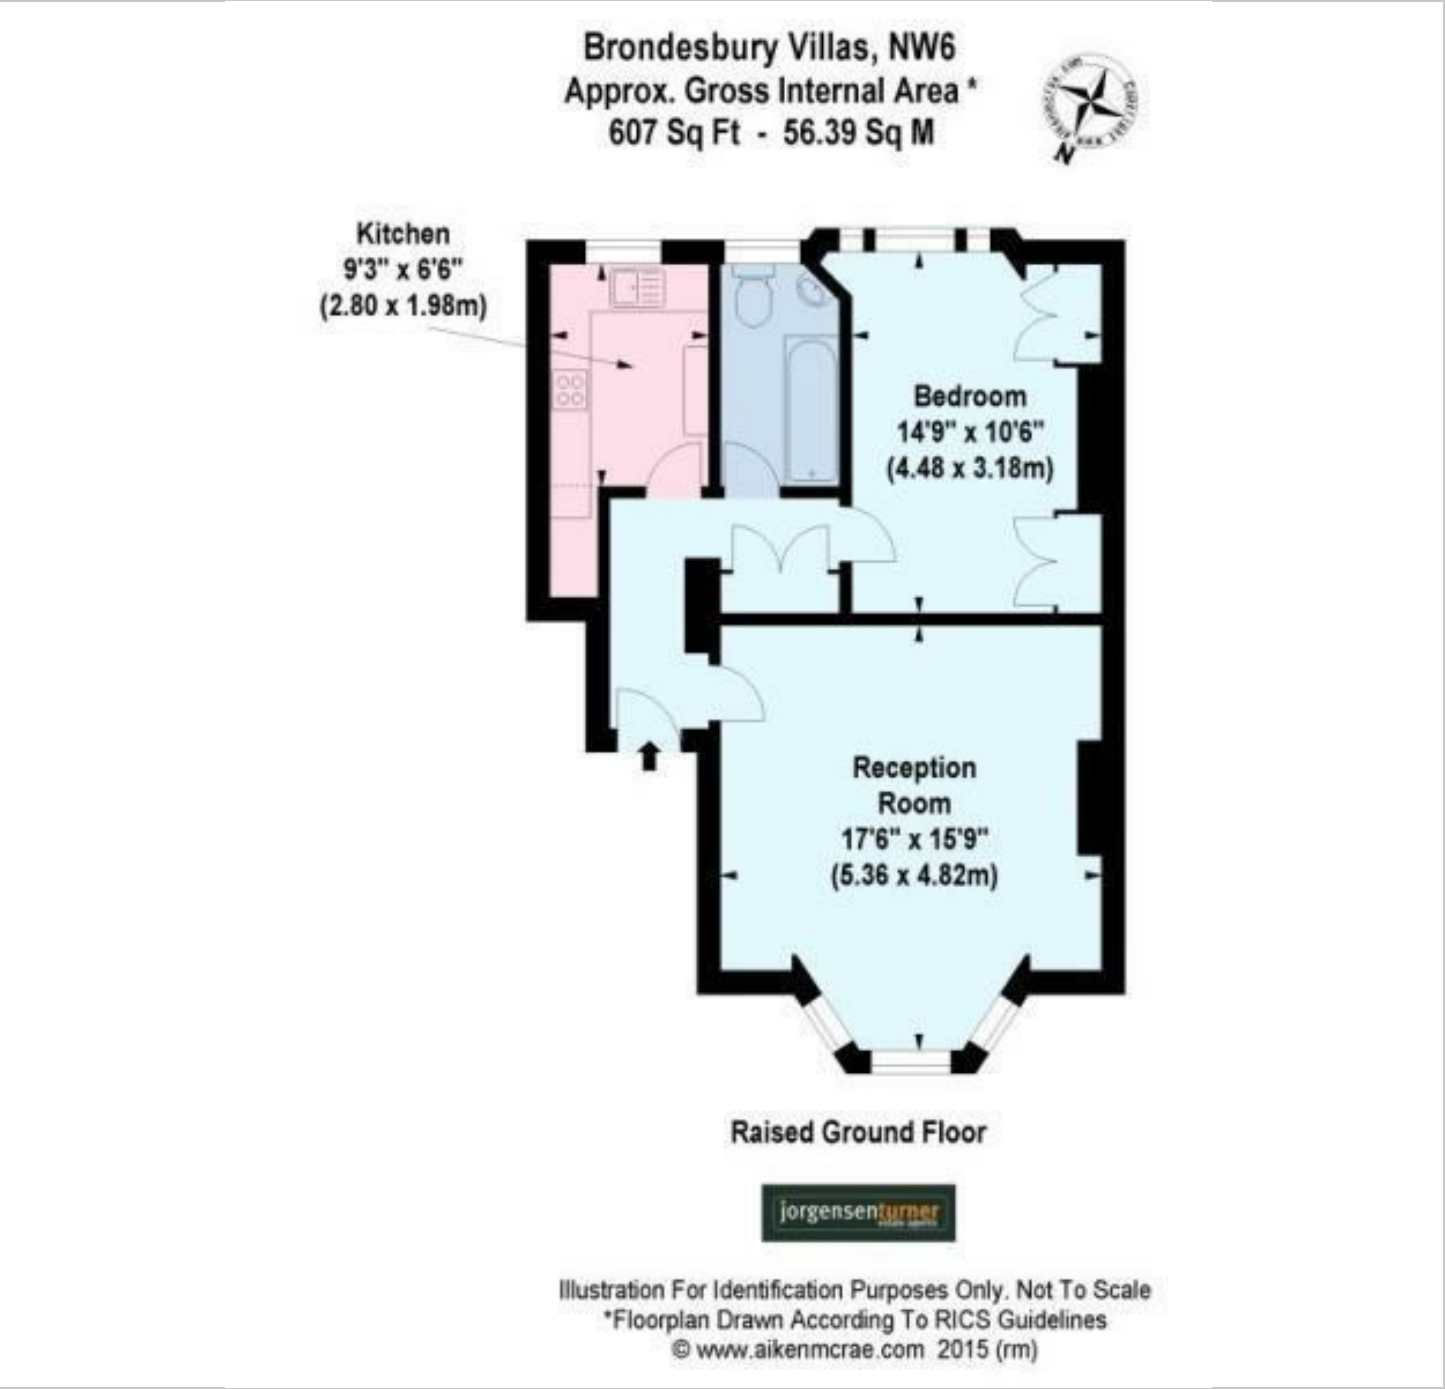 Brondesbury Villas, NW6
Approx. Gross Internal Area *
607 Sq Ft - 56.39 Sq M
N
Kitchen
9'3" x 6'6"
(2.80 x 1.98m)
Bedroom
14'9" x 10'6"
(4.48 x 3.18m)
Reception
Room
17'6" x 15'9"
(5.36 x 4.82m)
Raised Ground Floor
jorgensenturner
estate agents
Illustration For Identification Purposes Only. Not To Scale
*Floorplan Drawn According To RICS Guidelines
© www.aikenmcrae.com 2015 (rm)